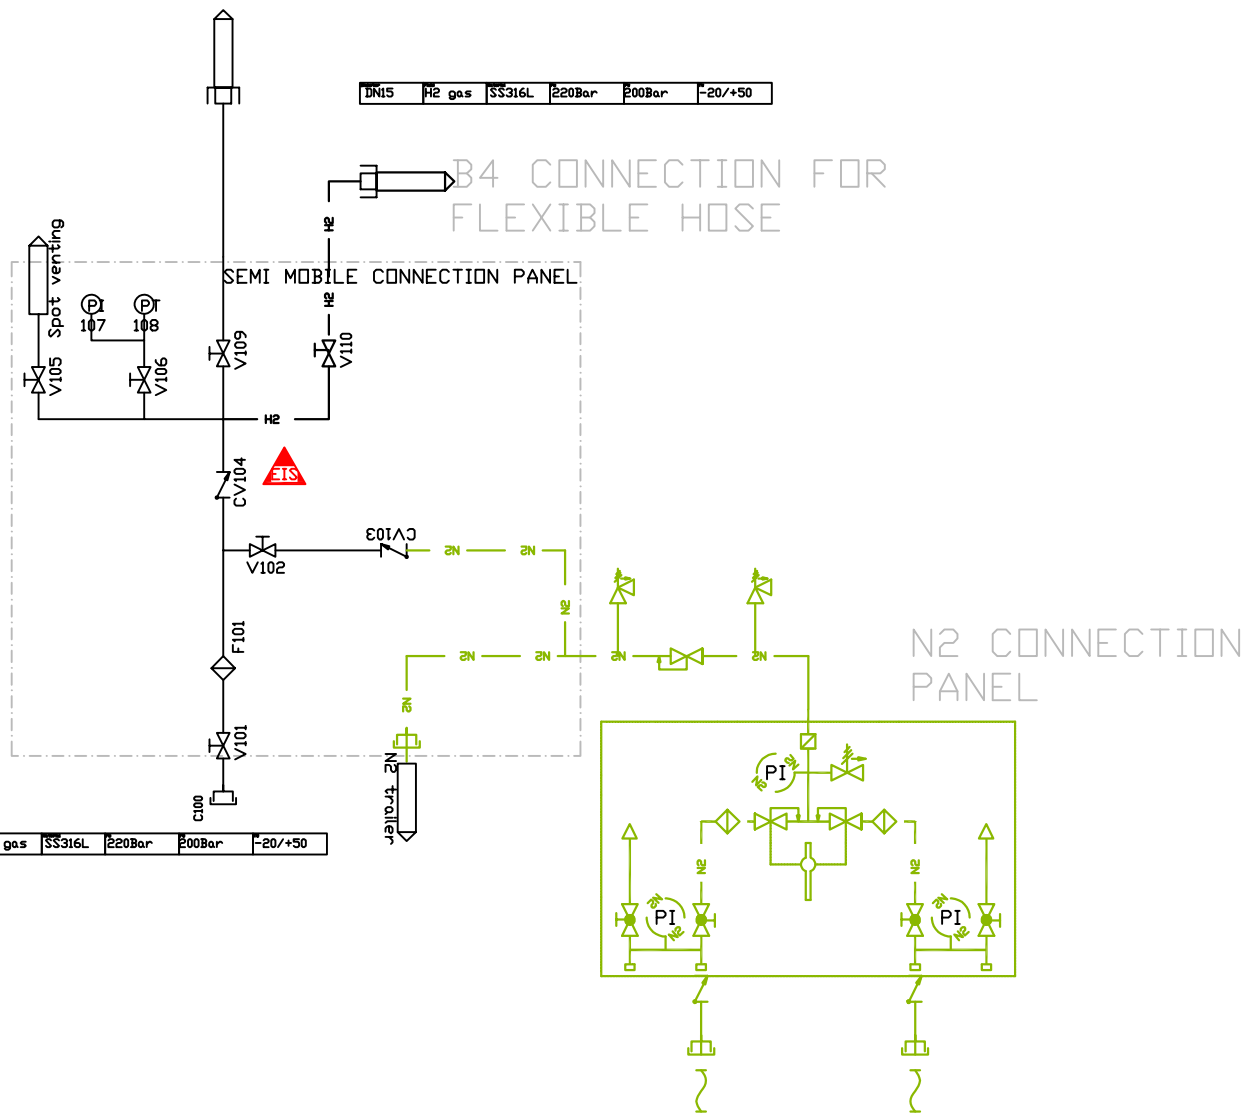 DN15 H2 gas SS316L 220Bar 200Bar -20/+50
B4 CONNECTION FOR
FLEXIBLE HOSE
H2
Spot venting
SEMI MOBILE CONNECTION PANEL
H2
PI
107
PT
108
V105
V106
V109
V110
H2
CV104
EIS
CV103
N2
N2
V102
N2
F101
N2
N2
N2
N2
N2 CONNECTION
PANEL
N2
V101
N2 trailer
C100
gas SS316L 220Bar 200Bar -20/+50
PI
N2
N2
N2
N2
N2
PI
N2
N2
PI
N2